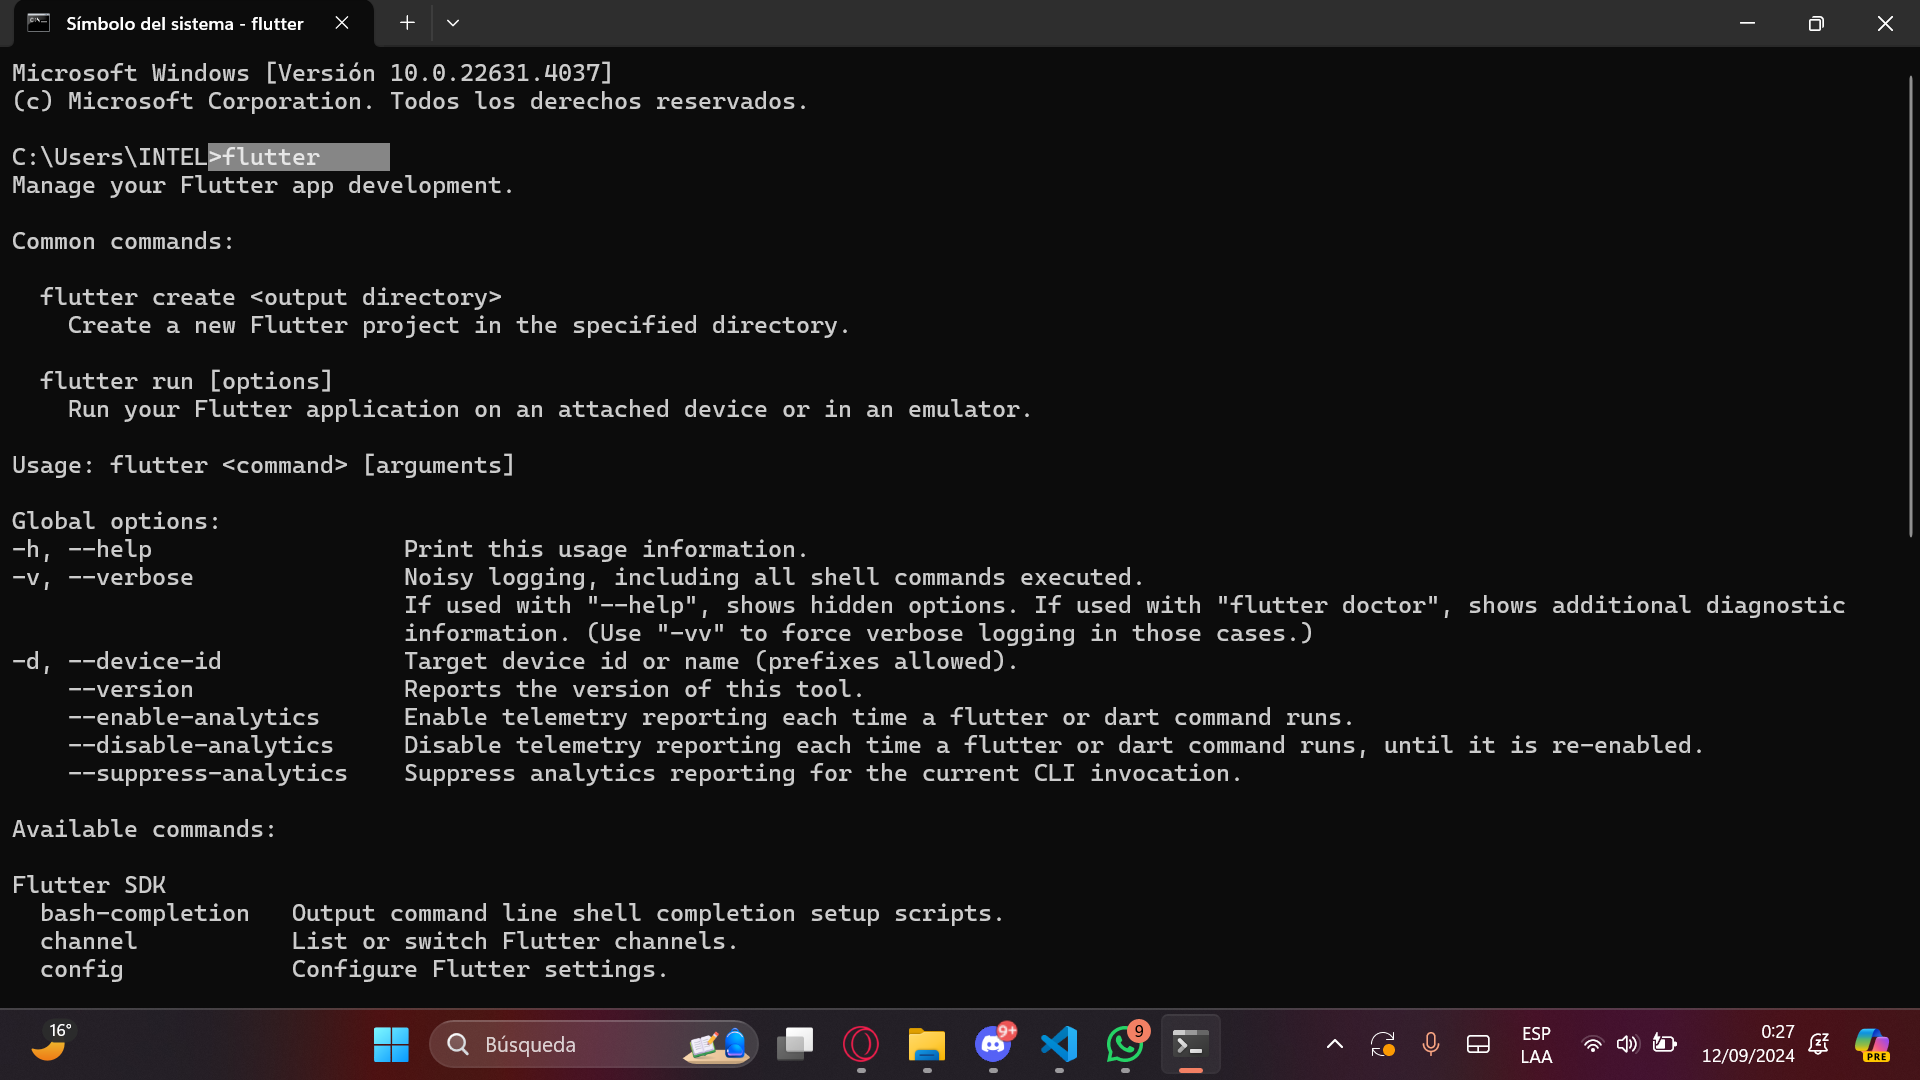 Símbolo del sistema - flutter
Microsoft Windows [Versión 10.0.22631.4037]
(c) Microsoft Corporation. Todos los derechos reservados.
C:\Users\INTEL>flutter
Manage your Flutter app development.
Common commands:
flutter create <output directory>
Create a new Flutter project in the specified directory.
flutter run [options]
Run your Flutter application on an attached device or in an emulator.
Usage: flutter <command> [arguments]
Global options:
-h, --help Print this usage information.
-v, --verbose Noisy logging, including all shell commands executed.
If used with "--help", shows hidden options. If used with "flutter doctor", shows additional diagnostic
information. (Use "-vv" to force verbose logging in those cases.)
-d, --device-id Target device id or name (prefixes allowed).
--version Reports the version of this tool.
--enable-analytics Enable telemetry reporting each time a flutter or dart command runs.
--disable-analytics Disable telemetry reporting each time a flutter or dart command runs, until it is re-enabled.
--suppress-analytics Suppress analytics reporting for the current CLI invocation.
Available commands:
Flutter SDK
bash-completion Output command line shell completion setup scripts.
channel List or switch Flutter channels.
config Configure Flutter settings.
16°
Búsqueda
9+
9
ESP
LAA
0:27
12/09/2024
PRE